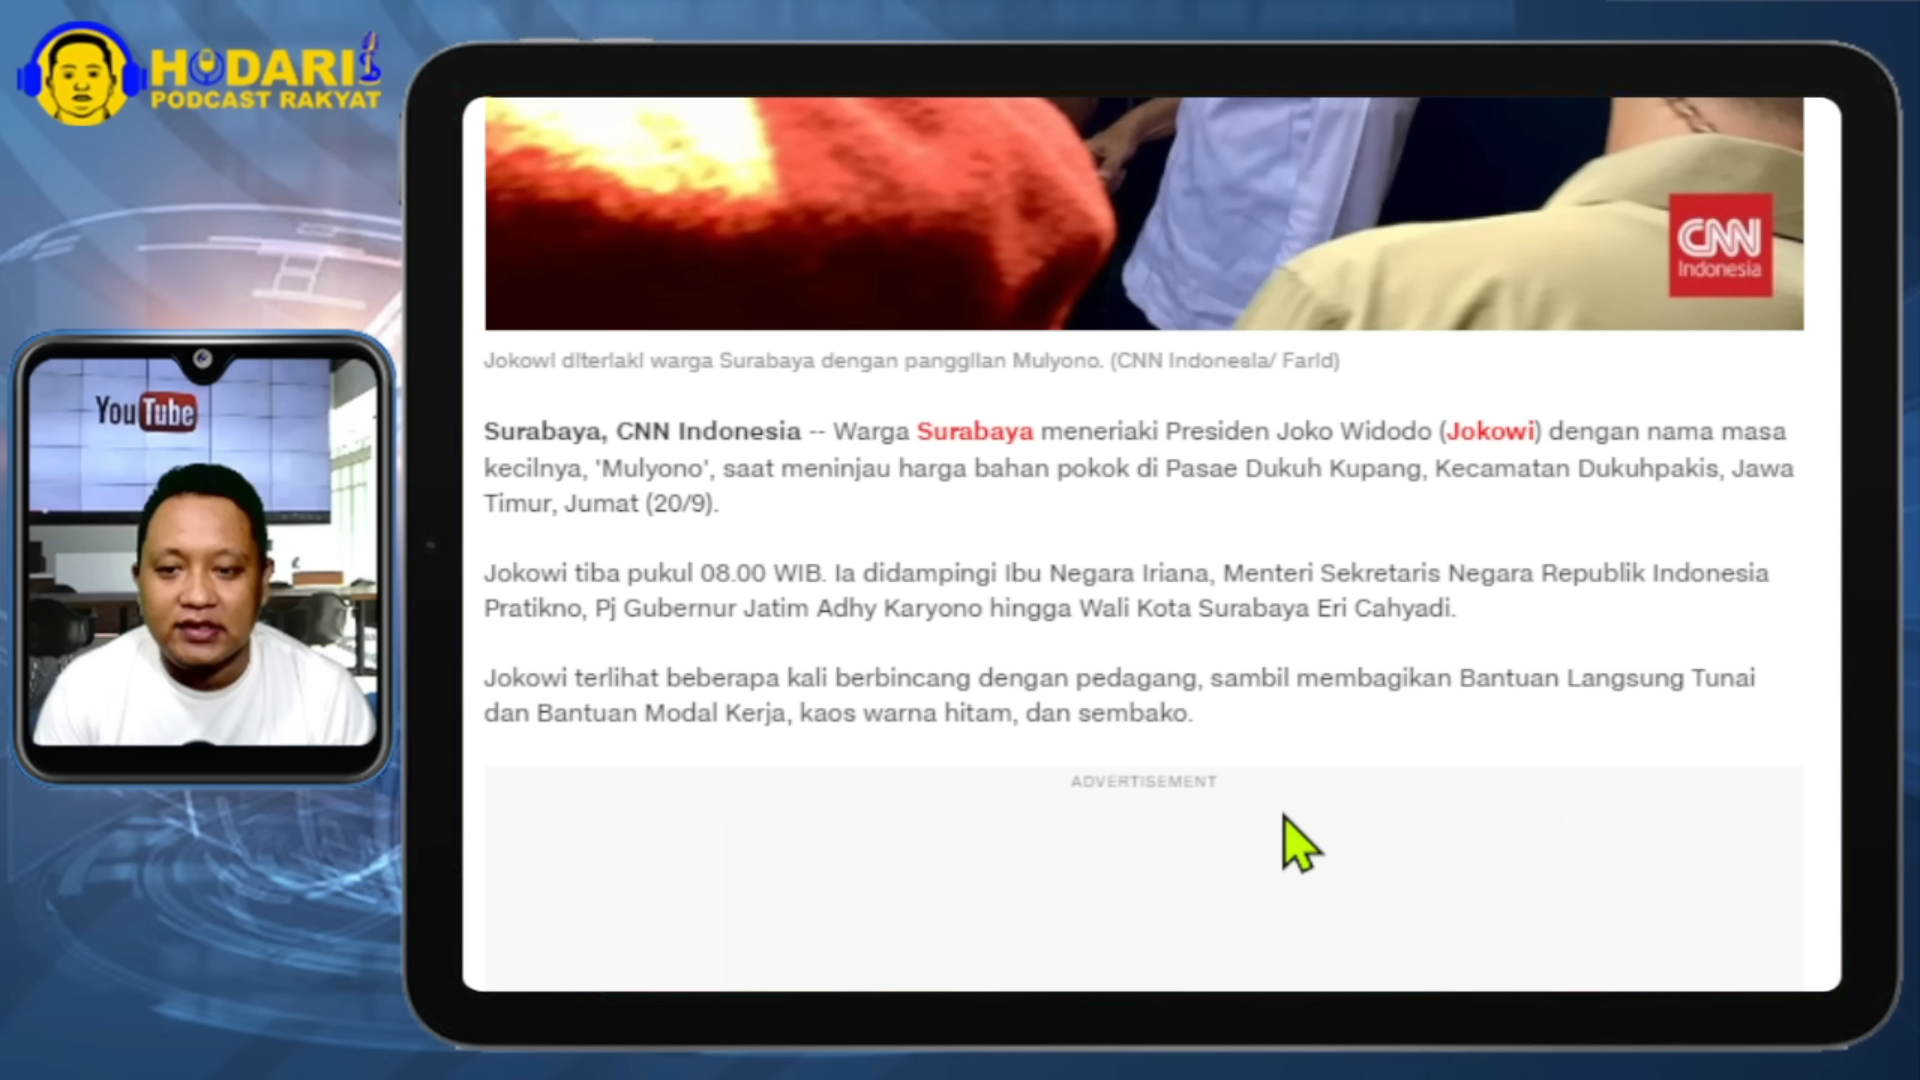 HODARI
PODCAST RAKYAT
YouTube
CNN
Indonesia
Jokowi diteriaki warga Surabaya dengan panggilan Mulyono. (CNN Indonesia/ Farid)
Surabaya, CNN Indonesia -- Warga Surabaya meneriaki Presiden Joko Widodo (Jokowi) dengan nama masa
kecilnya, 'Mulyono', saat meninjau harga bahan pokok di Pasae Dukuh Kupang, Kecamatan Dukuhpakis, Jawa
Timur, Jumat (20/9).
Jokowi tiba pukul 08.00 WIB. Ia didampingi Ibu Negara Iriana, Menteri Sekretaris Negara Republik Indonesia
Pratikno, Pj Gubernur Jatim Adhy Karyono hingga Wali Kota Surabaya Eri Cahyadi.
Jokowi terlihat beberapa kali berbincang dengan pedagang, sambil membagikan Bantuan Langsung Tunai
dan Bantuan Modal Kerja, kaos warna hitam, dan sembako.
ADVERTISEMENT